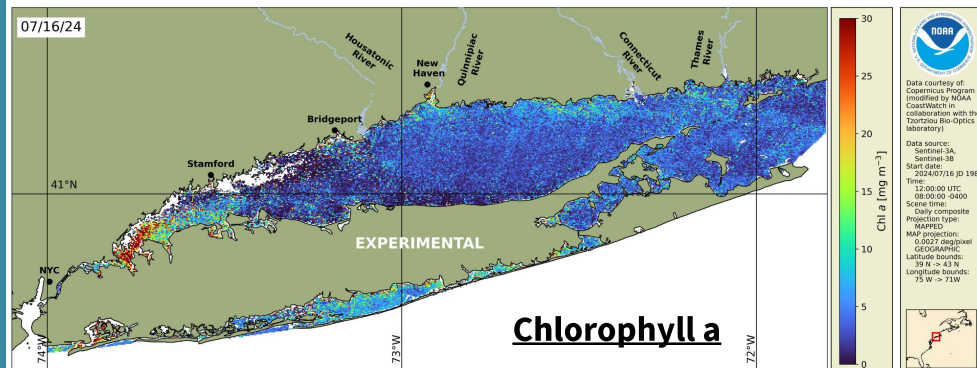 07/16/24
Housatonic
River
New
Haven
Quinnipiac
River
Connecticut
River
Thames
River
Bridgeport
Stamford
41°N
NYC
EXPERIMENTAL
Chlorophyll a
74°W
73°W
72°W
30
25
20
15
10
5
0
Chl a [mg m⁻³]
NOAA
Data courtesy of:
Copernicus Program
(modified by NOAA
CoastWatch in
collaboration with the
Tzortziou Bio-Optics
laboratory)
Data source:
Sentinel-3A,
Sentinel-3B
Start date:
2024/07/16 JD 198
Time:
12:00:00 UTC
08:00:00 -0400
Scene time:
Daily composite
Projection type:
MAPPED
MAP projection:
0.0027 deg/pixel
GEOGRAPHIC
Latitude bounds:
39 N -> 43 N
Longitude bounds:
75 W -> 71W